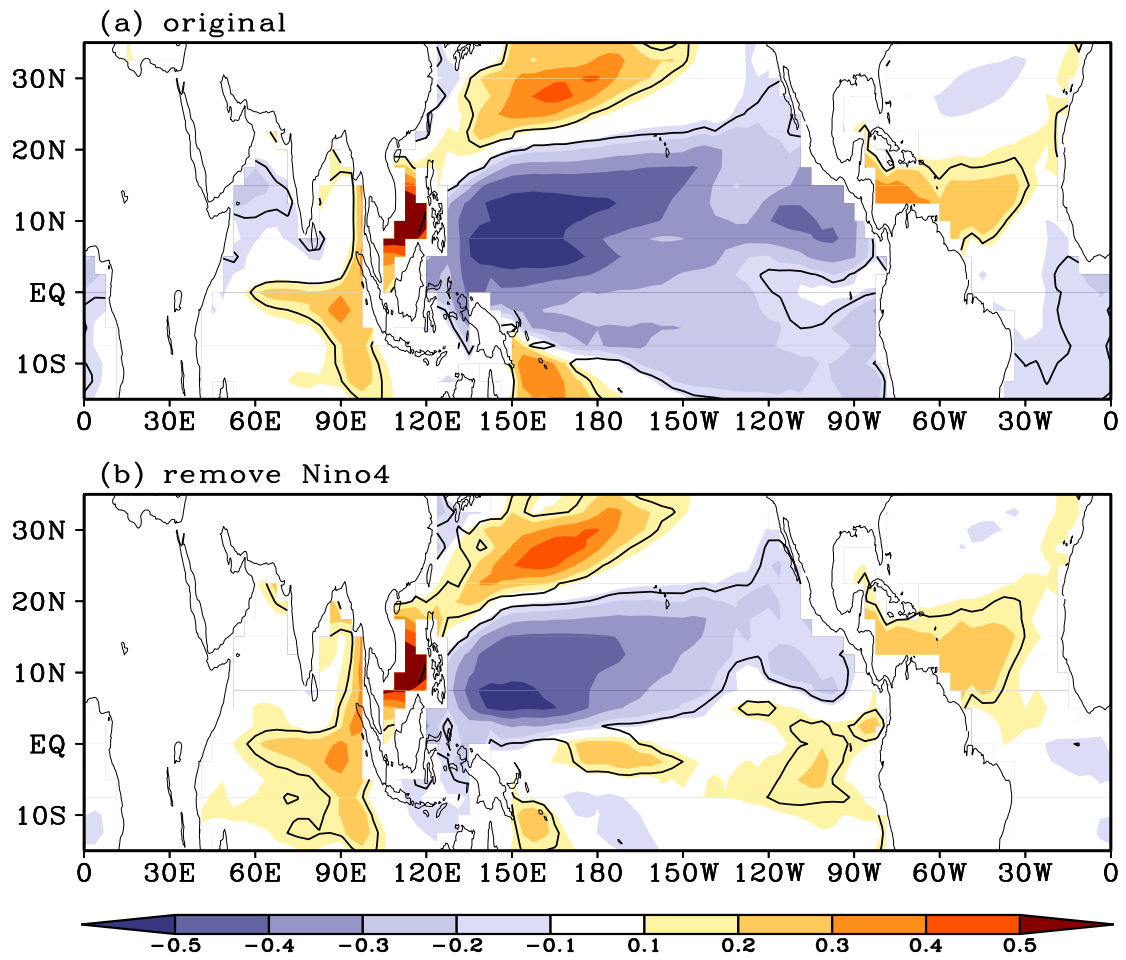 (a) original
30N
20N
10N
EQ
10S
0 30E 60E 90E 120E 150E 180 150W 120W 90W 60W 30W 0
(b) remove Nino4
30N
20N
10N
EQ
10S
0 30E 60E 90E 120E 150E 180 150W 120W 90W 60W 30W 0
-0.5 -0.4 -0.3 -0.2 -0.1 0.1 0.2 0.3 0.4 0.5